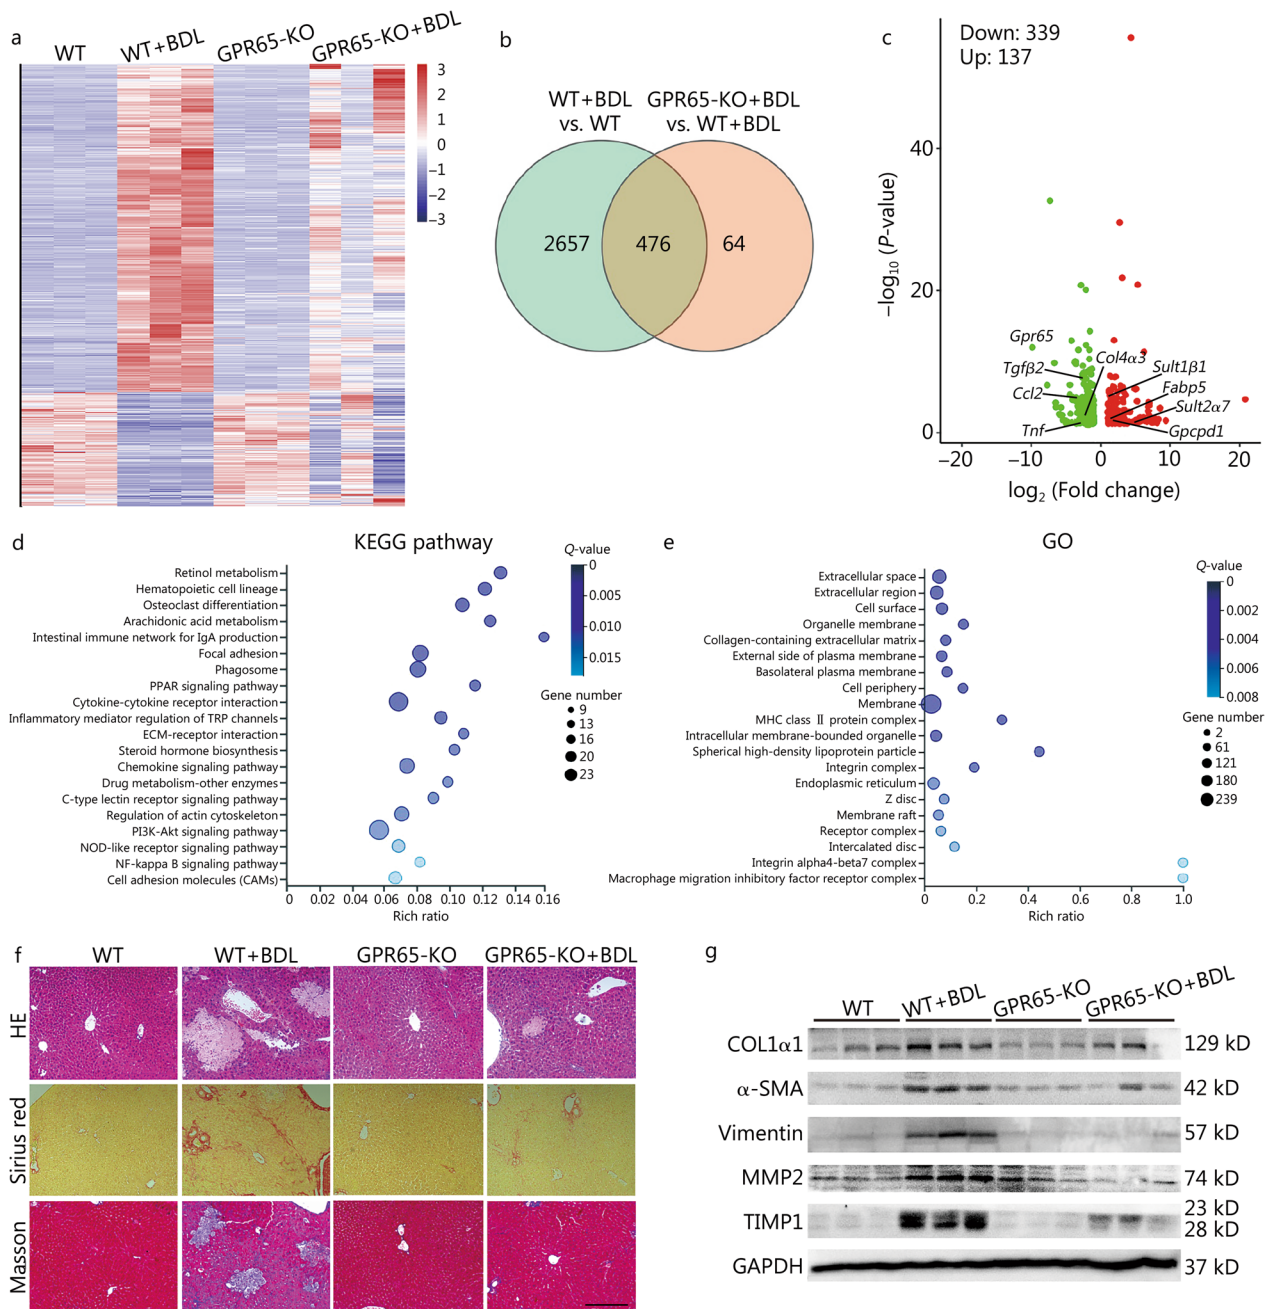 a
WT
WT+BDL
GPR65-KO
GPR65-KO+BDL
3
2
1
0
−1
−2
−3
b
WT+BDL
vs. WT
GPR65-KO+BDL
vs. WT+BDL
2657
476
64
c
Down: 339
Up: 137
−log10 (P-value)
40
20
0
Gpr65
Tgfβ2
Ccl2
Tnf
Col4α3
Sult1β1
Fabp5
Sult2α7
Gpcpd1
−20
−10
0
10
20
log2 (Fold change)
d
KEGG pathway
Retinol metabolism
Hematopoietic cell lineage
Osteoclast differentiation
Arachidonic acid metabolism
Intestinal immune network for IgA production
Focal adhesion
Phagosome
PPAR signaling pathway
Cytokine-cytokine receptor interaction
Inflammatory mediator regulation of TRP channels
ECM-receptor interaction
Steroid hormone biosynthesis
Chemokine signaling pathway
Drug metabolism-other enzymes
C-type lectin receptor signaling pathway
Regulation of actin cytoskeleton
PI3K-Akt signaling pathway
NOD-like receptor signaling pathway
NF-kappa B signaling pathway
Cell adhesion molecules (CAMs)
0 0.02 0.04 0.06 0.08 0.10 0.12 0.14 0.16
Rich ratio
Q-value
0
0.005
0.010
0.015
Gene number
9
13
16
20
23
e
GO
Extracellular space
Extracellular region
Cell surface
Organelle membrane
Collagen-containing extracellular matrix
External side of plasma membrane
Basolateral plasma membrane
Cell periphery
Membrane
MHC class Ⅱ protein complex
Intracellular membrane-bounded organelle
Spherical high-density lipoprotein particle
Integrin complex
Endoplasmic reticulum
Z disc
Membrane raft
Receptor complex
Intercalated disc
Integrin alpha4-beta7 complex
Macrophage migration inhibitory factor receptor complex
0 0.2 0.4 0.6 0.8 1.0
Rich ratio
Q-value
0
0.002
0.004
0.006
0.008
Gene number
2
61
121
180
239
f
WT
WT+BDL
GPR65-KO
GPR65-KO+BDL
HE
Sirius red
Masson
g
WT
WT+BDL
GPR65-KO
GPR65-KO+BDL
COL1α1 129 kD
α-SMA 42 kD
Vimentin 57 kD
MMP2 74 kD
TIMP1 23 kD
28 kD
GAPDH 37 kD